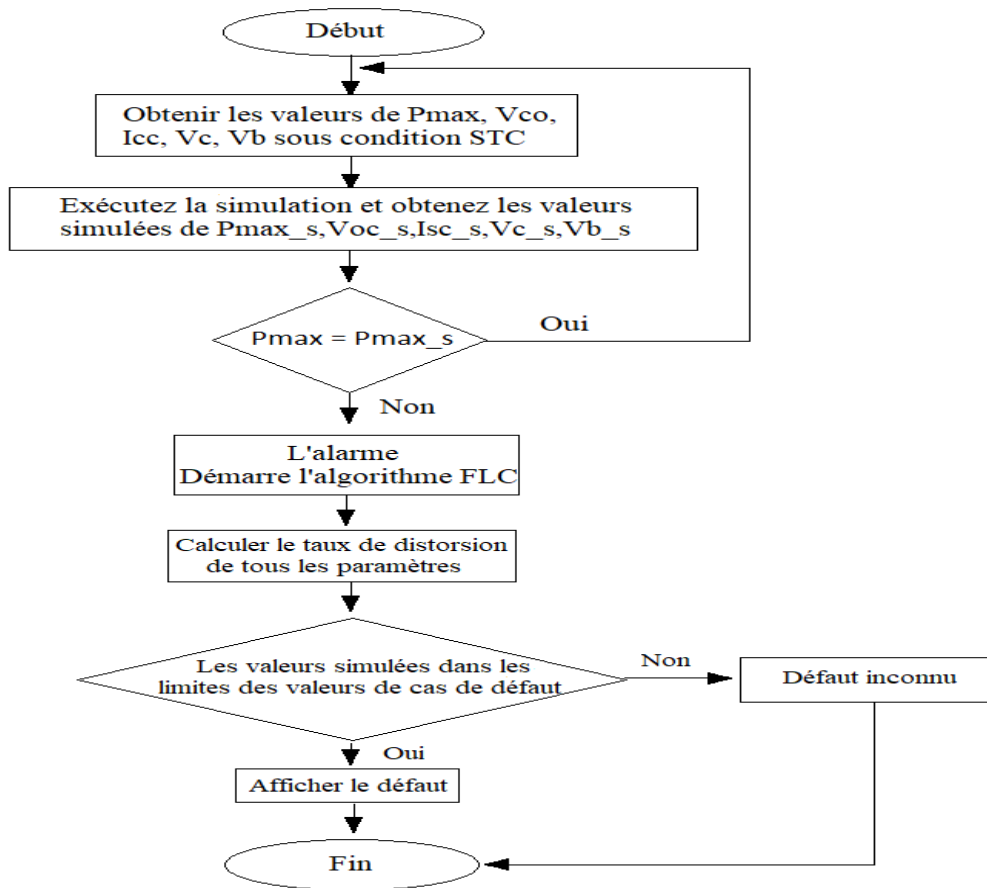 Début
Obtenir les valeurs de Pmax, Vco,
Icc, Vc, Vb sous condition STC
Exécutez la simulation et obtenez les valeurs
simulées de Pmax_s,Voc_s,Isc_s,Vc_s,Vb_s
Pmax = Pmax_s
Oui
Non
L'alarme
Démarre l'algorithme FLC
Calculer le taux de distorsion
de tous les paramètres
Les valeurs simulées dans les
limites des valeurs de cas de défaut
Non
Défaut inconnu
Oui
Afficher le défaut
Fin